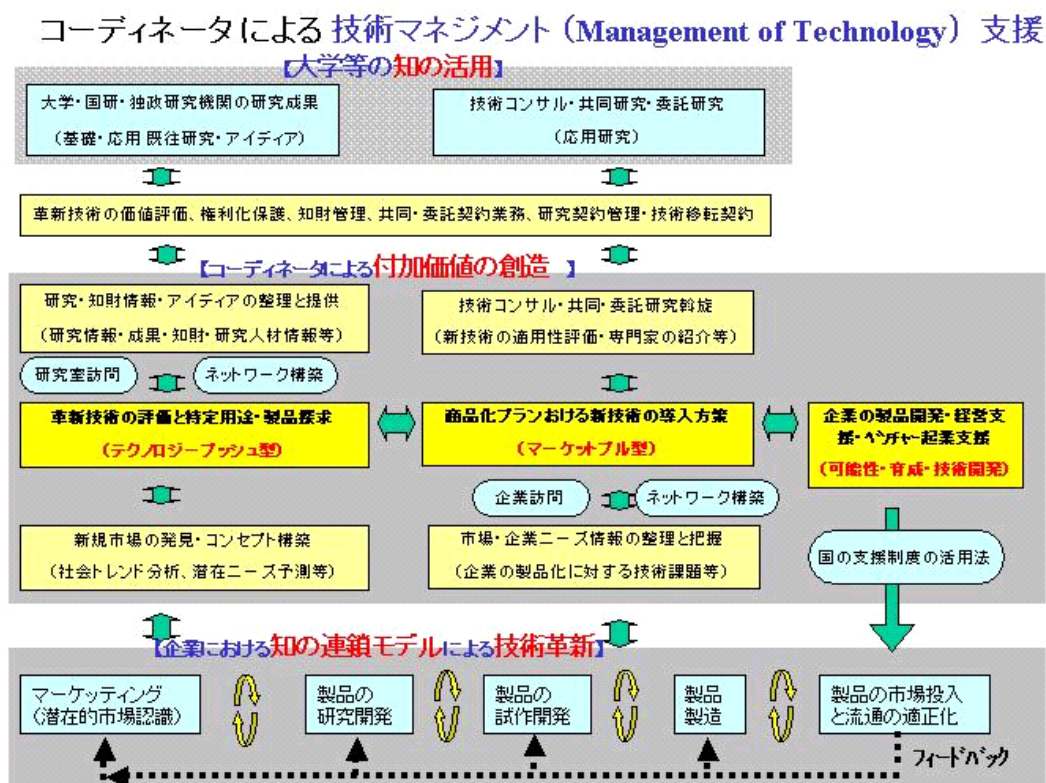 コーディネータによる 技術マネジメント（Management of Technology）支援
【大学等の知の活用】
大学・国研・独政研究機関の研究成果
（基礎・応用 既往研究・アイディア）
技術コンサル・共同研究・委託研究
（応用研究）
革新技術の価値評価、権利化保護、知財管理、共同・委託契約業務、研究契約管理・技術移転契約
【コーディネータによる付加価値の創造 】
研究・知財情報・アイディアの整理と提供
（研究情報・成果・知財・研究人材情報等）
技術コンサル・共同・委託研究斡旋
（新技術の適用性評価・専門家の紹介等）
研究室訪問
ネットワーク構築
革新技術の評価と特定用途・製品探求
（テクノロジープッシュ型）
商品化プランおける新技術の導入方策
（マーケットプル型）
企業の製品開発・経営支
援・ベンチャー起業支援
（可能性・育成・技術開発）
企業訪問
ネットワーク構築
新規市場の発見・コンセプト構築
（社会トレンド分析、潜在ニーズ予測等）
市場・企業ニーズ情報の整理と把握
（企業の製品化に対する技術課題等）
国の支援制度の活用法
【企業における知の連鎖モデルによる技術革新】
マーケッティング
（潜在的市場認識）
製品の
研究開発
製品の
試作開発
製品
製造
製品の市場投入
と流通の適正化
フィードバック